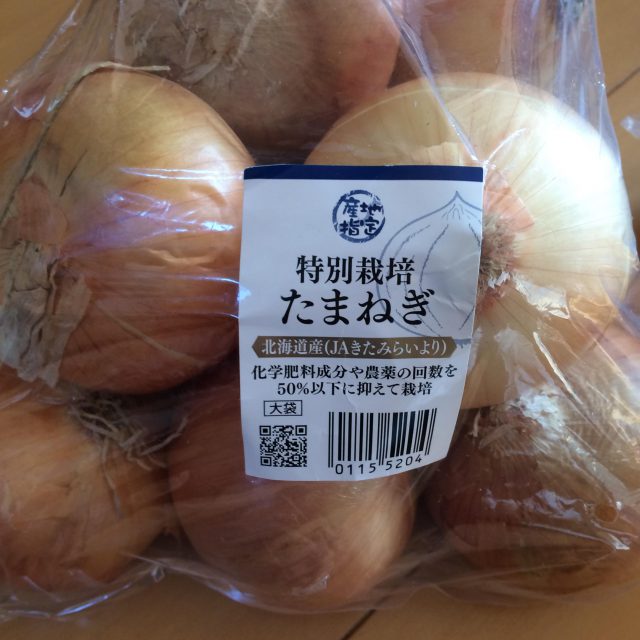 産地
指定
特別栽培
たまねぎ
北海道産(JAきたみらいより)
化学肥料成分や農薬の回数を
50%以下に抑えて栽培
大袋
0115 5204